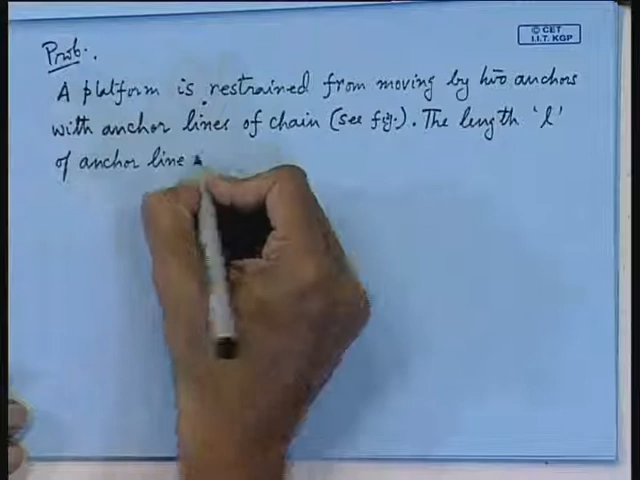 © CET
I.I.T. KGP
Prob.
A platform is restrained from moving by two anchors
with anchor lines of chain (see fig.). The length 'l'
of anchor line